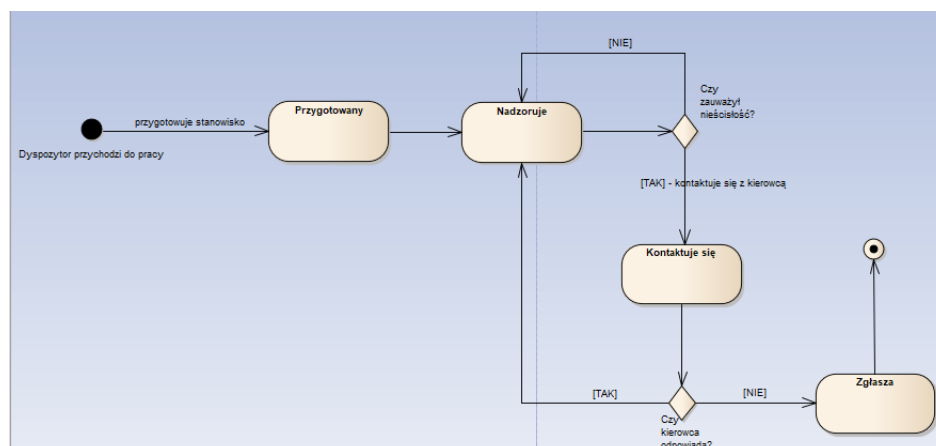 [NIE]
Czy
zauważył
nieścisłość?
Przygotowany
Nadzoruje
przygotowuje stanowisko
Dyspozytor przychodzi do pracy
[TAK] - kontaktuje się z kierowcą
Kontaktuje się
Zgłasza
[TAK]
[NIE]
Czy
kierowca
odpowiada?